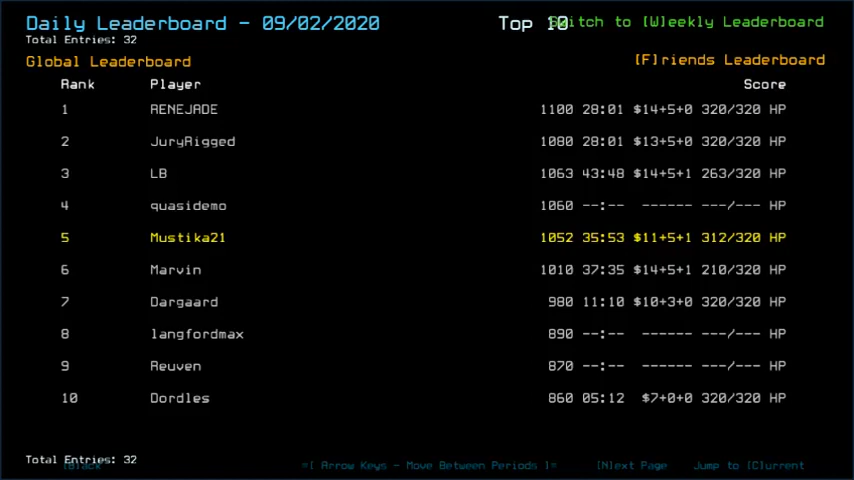 Daily Leaderboard - 09/02/2020 Top 10 Switch to [W]eekly Leaderboard
Total Entries: 32
Global Leaderboard [F]riends Leaderboard
Rank Player Score
1 RENEJADE 1100 28:01 $14+5+0 320/320 HP
2 JuryRigged 1080 28:01 $13+5+0 320/320 HP
3 LB 1063 43:48 $14+5+1 263/320 HP
4 quasidemo 1060 --:-- ------ ---/--- HP
5 Mustika21 1052 35:53 $11+5+1 312/320 HP
6 Marvin 1010 37:35 $14+5+1 210/320 HP
7 Dargaard 980 11:10 $10+3+0 320/320 HP
8 langfordmax 890 --:-- ------ ---/--- HP
9 Reuven 870 --:-- ------ ---/--- HP
10 Dordles 860 05:12 $7+0+0 320/320 HP
Total Entries: 32
[B]ack =[ Arrow Keys - Move Between Periods ]= [N]ext Page Jump to [C]urrent